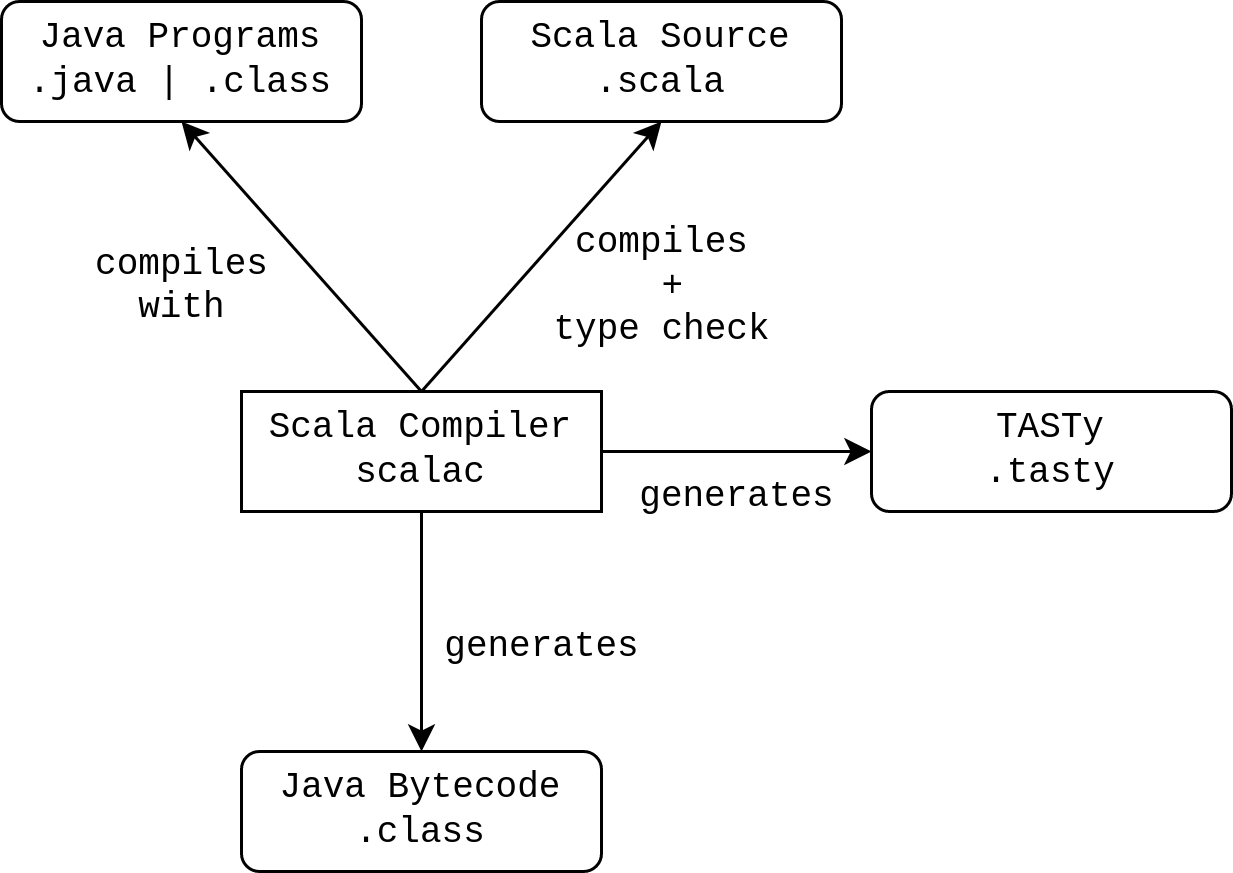 Java Programs
.java | .class
Scala Source
.scala
compiles
with
compiles
+
type check
Scala Compiler
scalac
generates
TASTy
.tasty
generates
Java Bytecode
.class